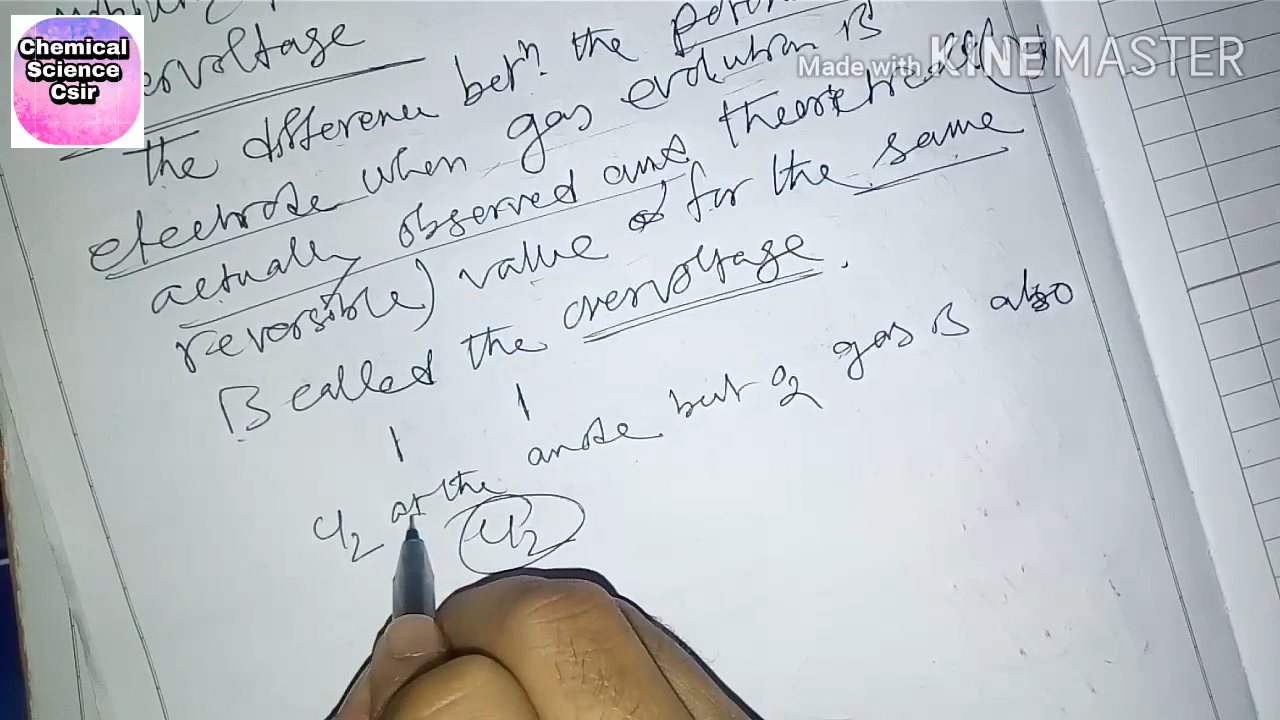 Chemical
Science
Csir
Made with KINEMASTER
ervoltage
the difference betn the
electrode when gas evolution is
actually observed and theoretical
reversible) value of for the same
is called the overvoltage.
Cl2 at the anode but O2 gas is also
Cl2